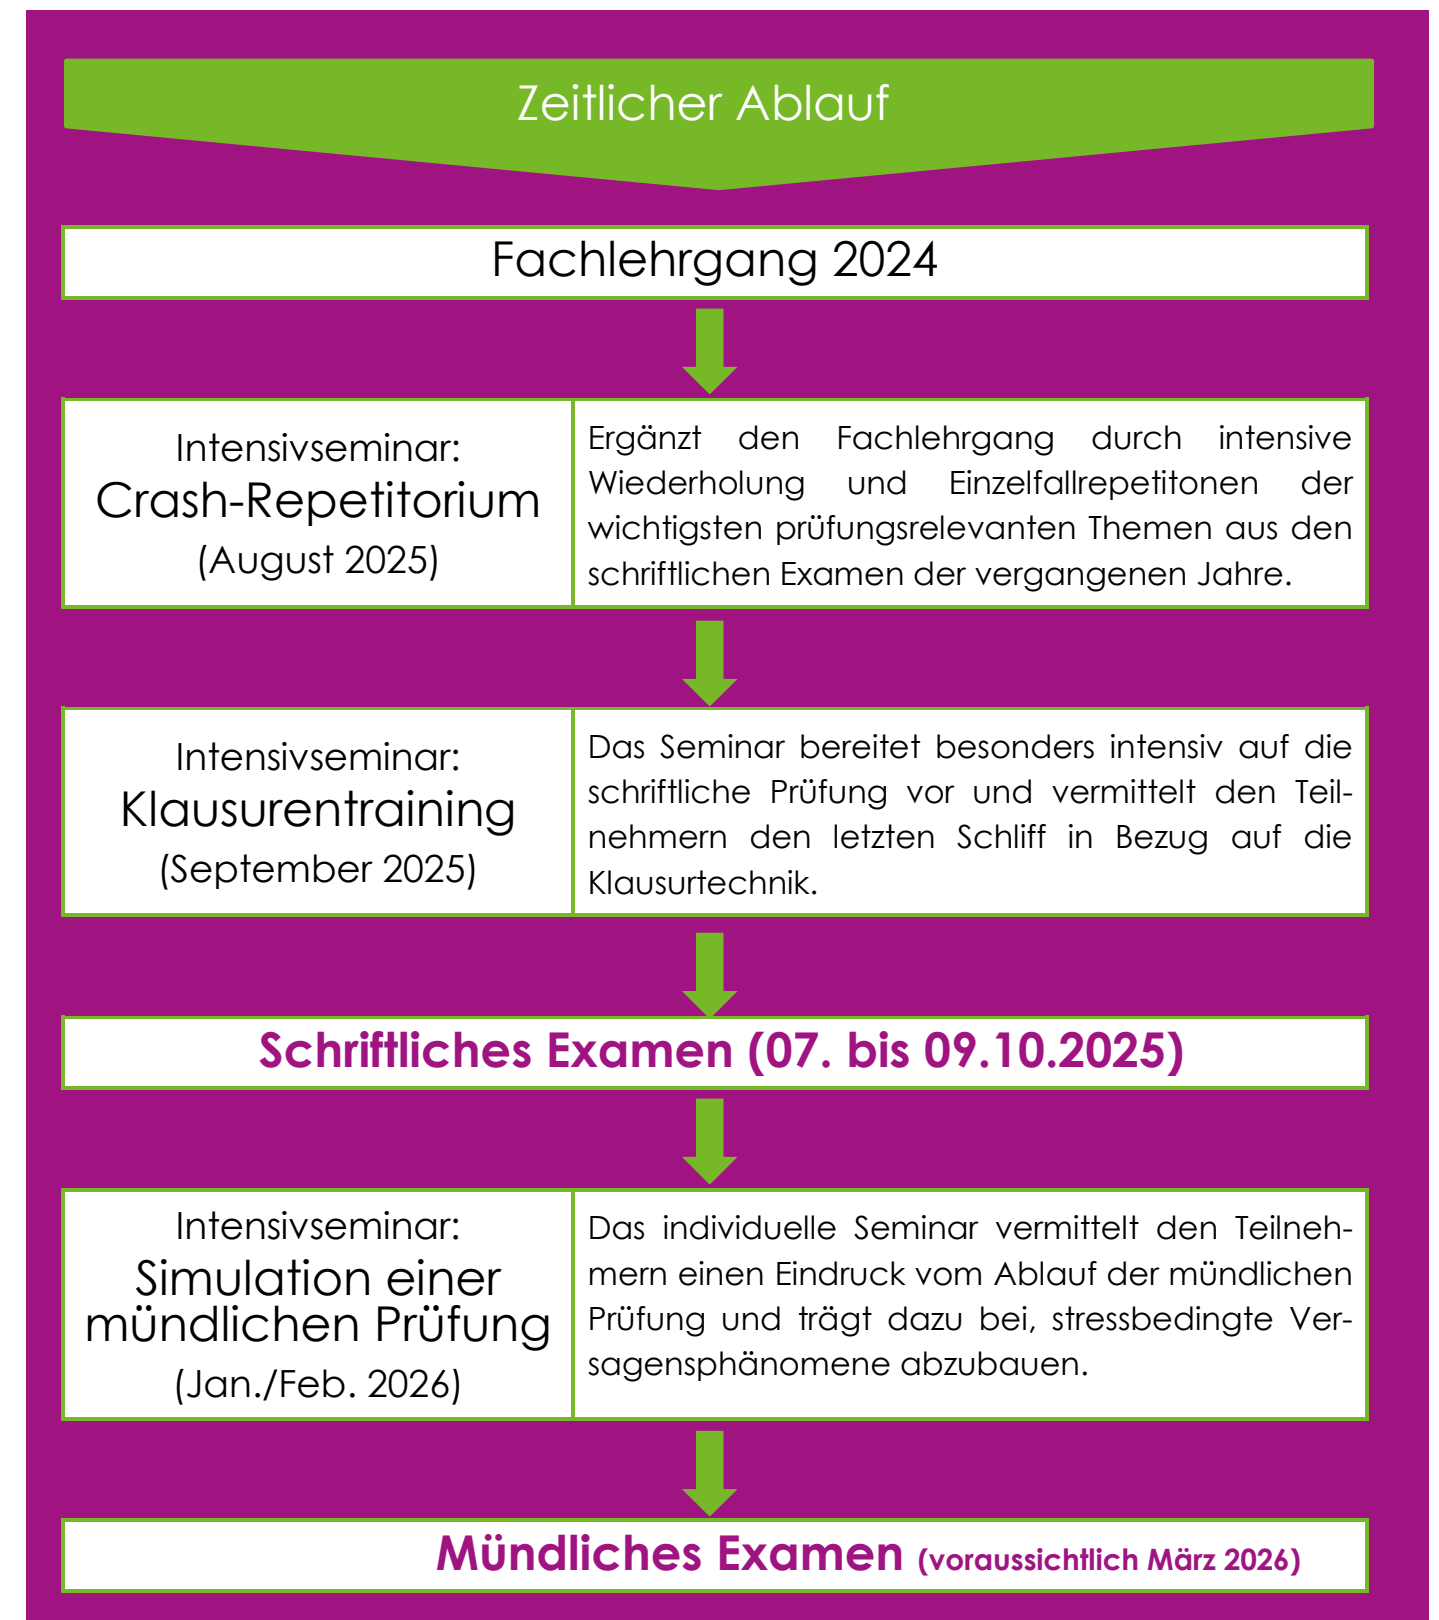 Zeitlicher Ablauf
Fachlehrgang 2024
Intensivseminar:
Crash-Repetitorium
(August 2025)
Ergänzt den Fachlehrgang durch intensive
Wiederholung und Einzelfallrepetitonen der
wichtigsten prüfungsrelevanten Themen aus den
schriftlichen Examen der vergangenen Jahre.
Intensivseminar:
Klausurentraining
(September 2025)
Das Seminar bereitet besonders intensiv auf die
schriftliche Prüfung vor und vermittelt den Teil-
nehmern den letzten Schliff in Bezug auf die
Klausurtechnik.
Schriftliches Examen (07. bis 09.10.2025)
Intensivseminar:
Simulation einer
mündlichen Prüfung
(Jan./Feb. 2026)
Das individuelle Seminar vermittelt den Teilneh-
mern einen Eindruck vom Ablauf der mündlichen
Prüfung und trägt dazu bei, stressbedingte Ver-
sagensphänomene abzubauen.
Mündliches Examen (voraussichtlich März 2026)